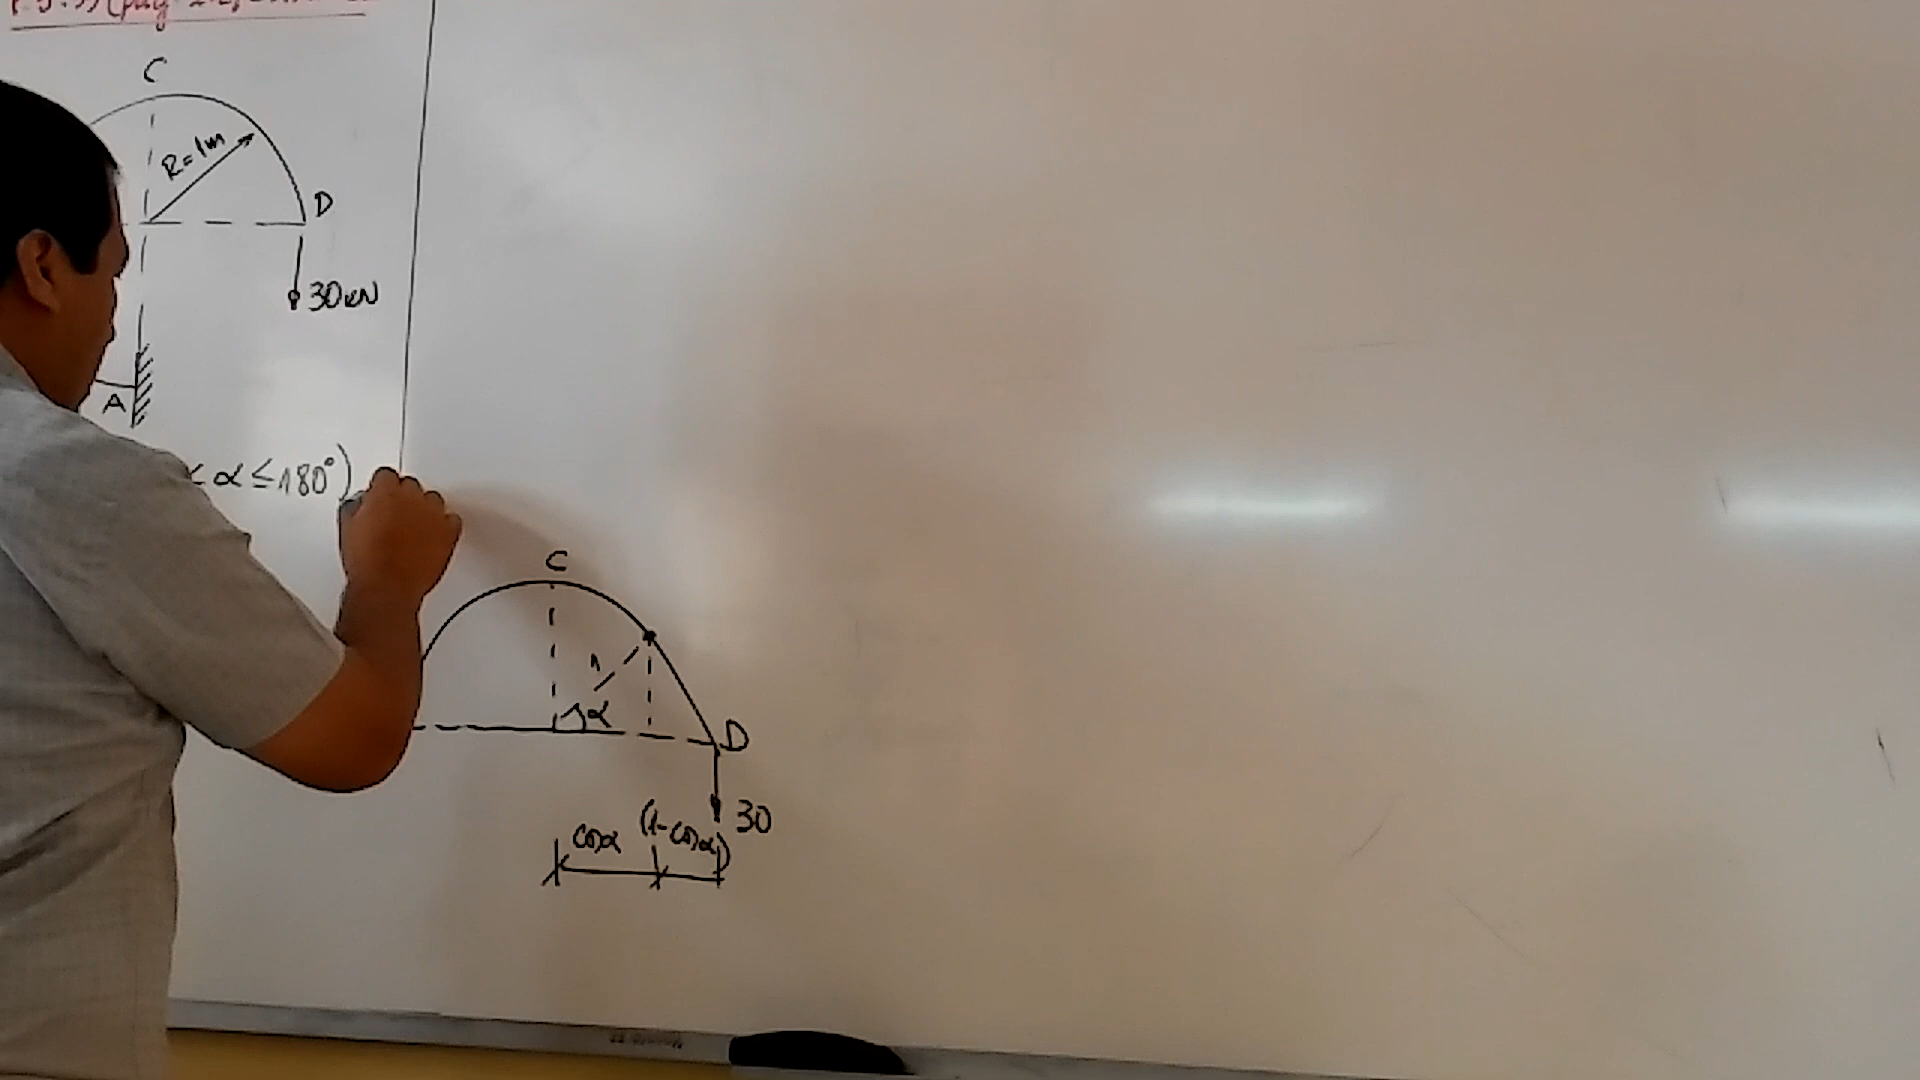 C
R=1m
D
30kN
A
< α ≤ 180°)
C
1
α
D
30
cosα (1-cosα)